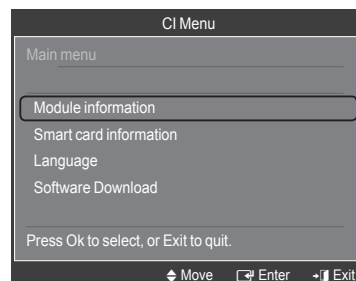 CI Menu
Main menu
Module information
Smart card information
Language
Software Download
Press Ok to select, or Exit to quit.
Move Enter Exit